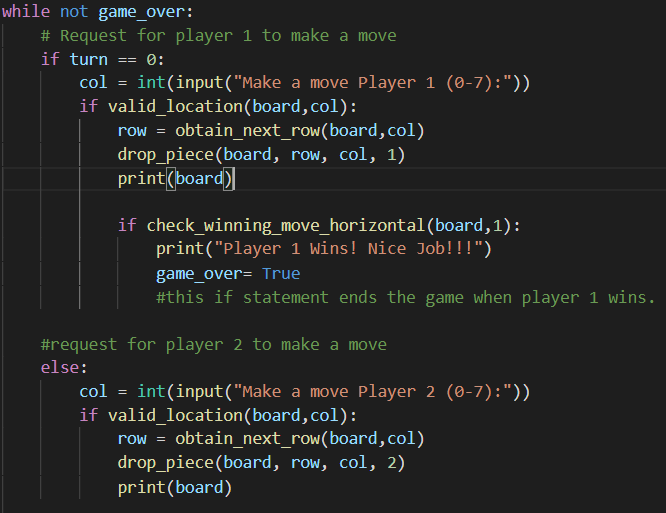 while not game_over:
    # Request for player 1 to make a move
    if turn == 0:
        col = int(input("Make a move Player 1 (0-7):"))
        if valid_location(board,col):
            row = obtain_next_row(board,col)
            drop_piece(board, row, col, 1)
            print(board)
            if check_winning_move_horizontal(board,1):
                print("Player 1 Wins! Nice Job!!!")
                game_over= True
                #this if statement ends the game when player 1 wins.
    #request for player 2 to make a move
    else:
        col = int(input("Make a move Player 2 (0-7):"))
        if valid_location(board,col):
            row = obtain_next_row(board,col)
            drop_piece(board, row, col, 2)
            print(board)